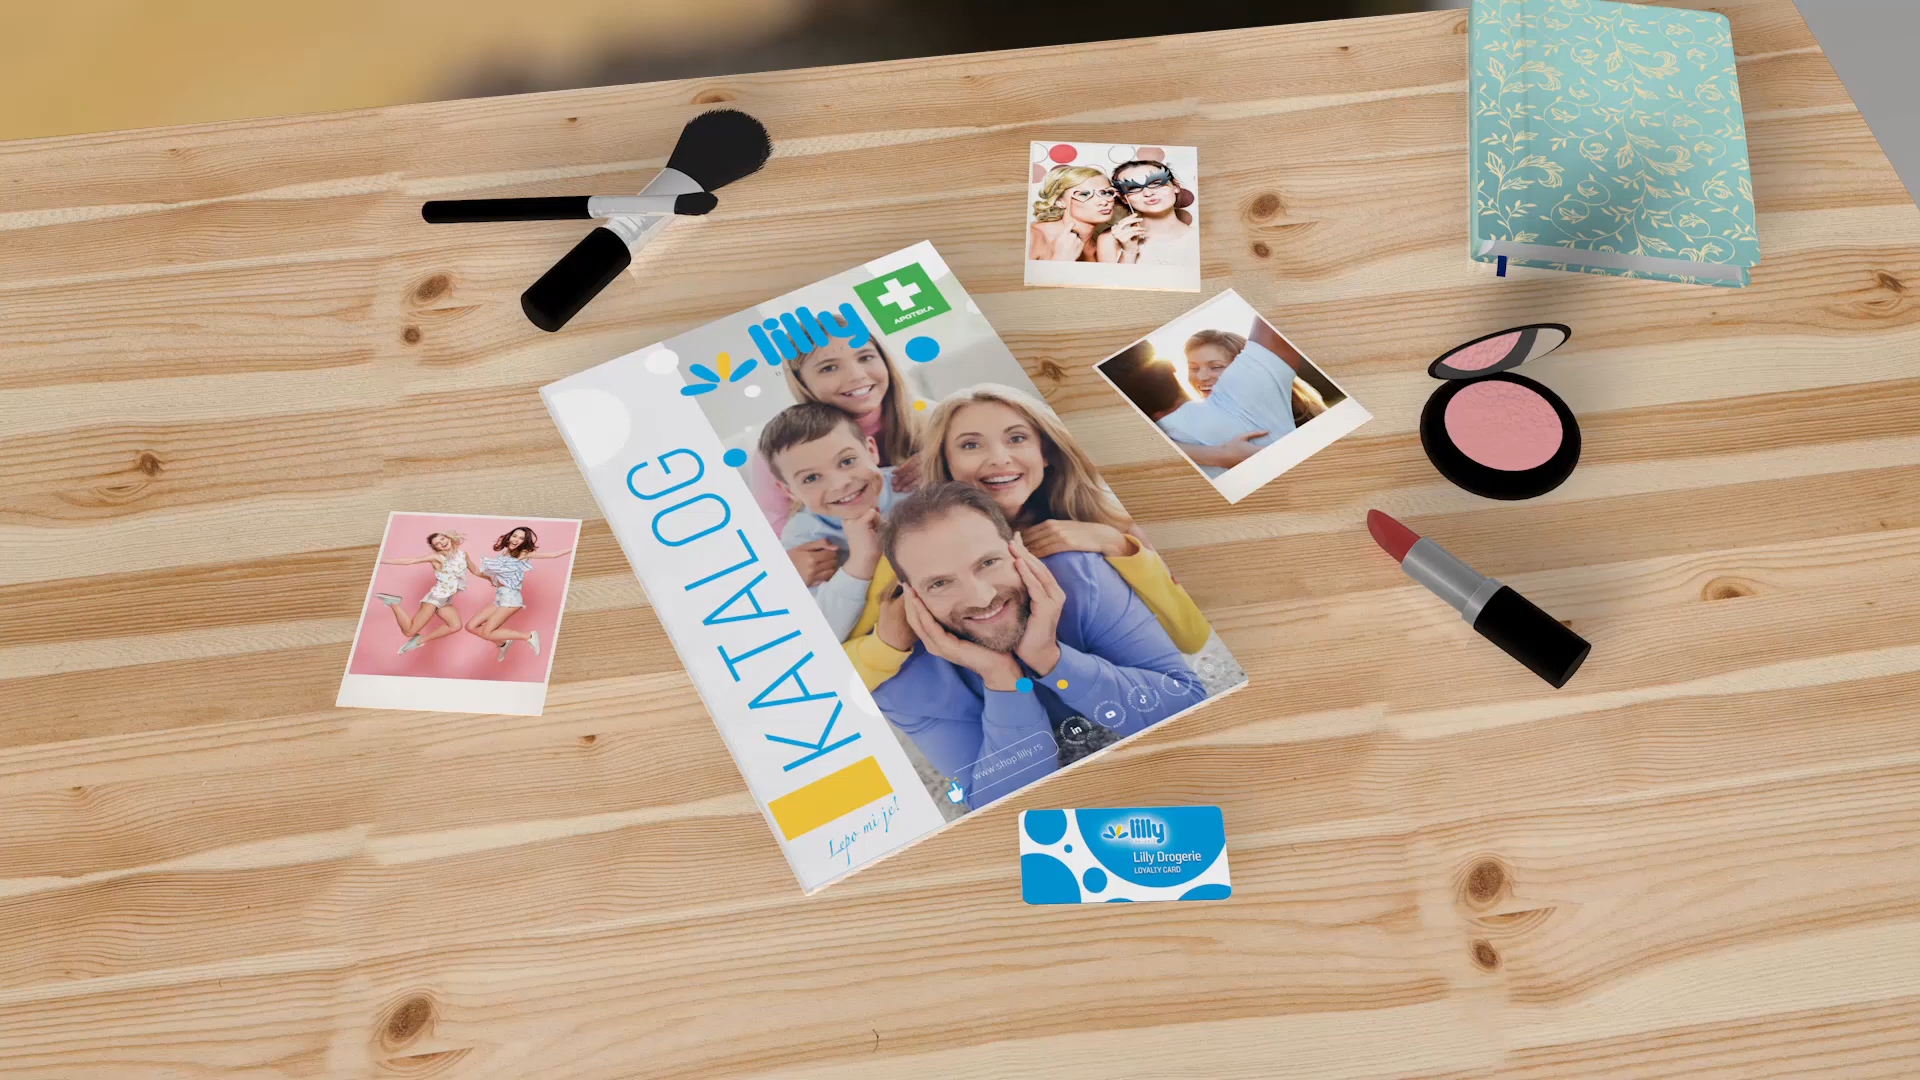 lilly
APOTEKA
KATALOG
www.shop.lilly.rs
Lepo mi je!
lilly
Lilly Drogerie
LOYALTY CARD